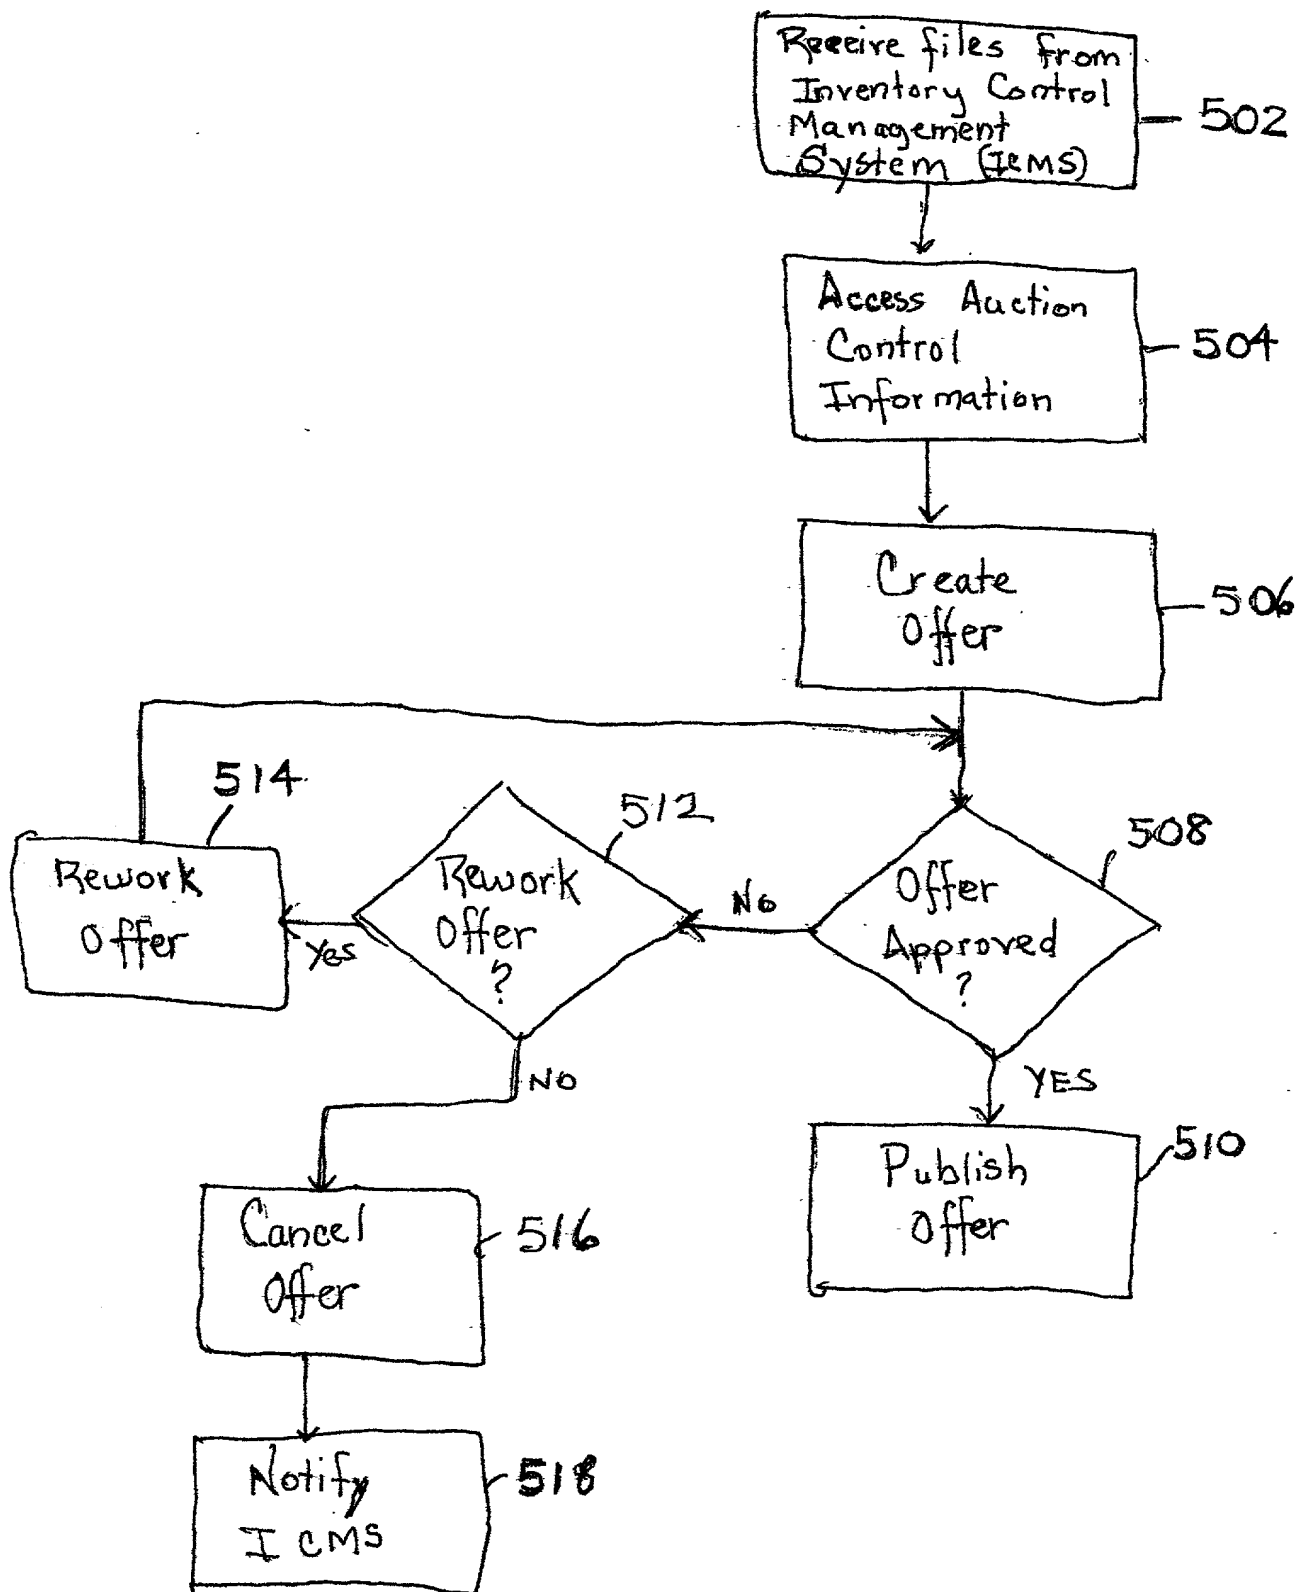 Receive files from
Inventory Control
Management
System (ICMS)
502
Access Auction
Control
Information
504
Create
Offer
506
514
Rework
Offer
Yes
512
Rework
Offer
?
No
508
Offer
Approved
?
NO
YES
Publish
Offer
510
Cancel
Offer
516
Notify
ICMS
518